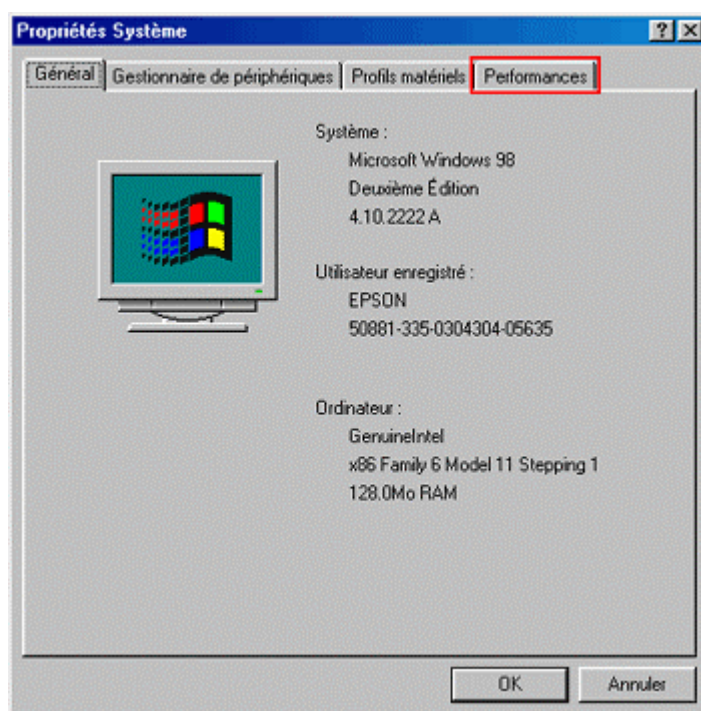 Propriétés Système
Général Gestionnaire de périphériques Profils matériels Performances
Système :
Microsoft Windows 98
Deuxième Édition
4.10.2222 A
Utilisateur enregistré :
EPSON
50881-335-0304304-05635
Ordinateur :
GenuineIntel
x86 Family 6 Model 11 Stepping 1
128.0Mo RAM
OK Annuler